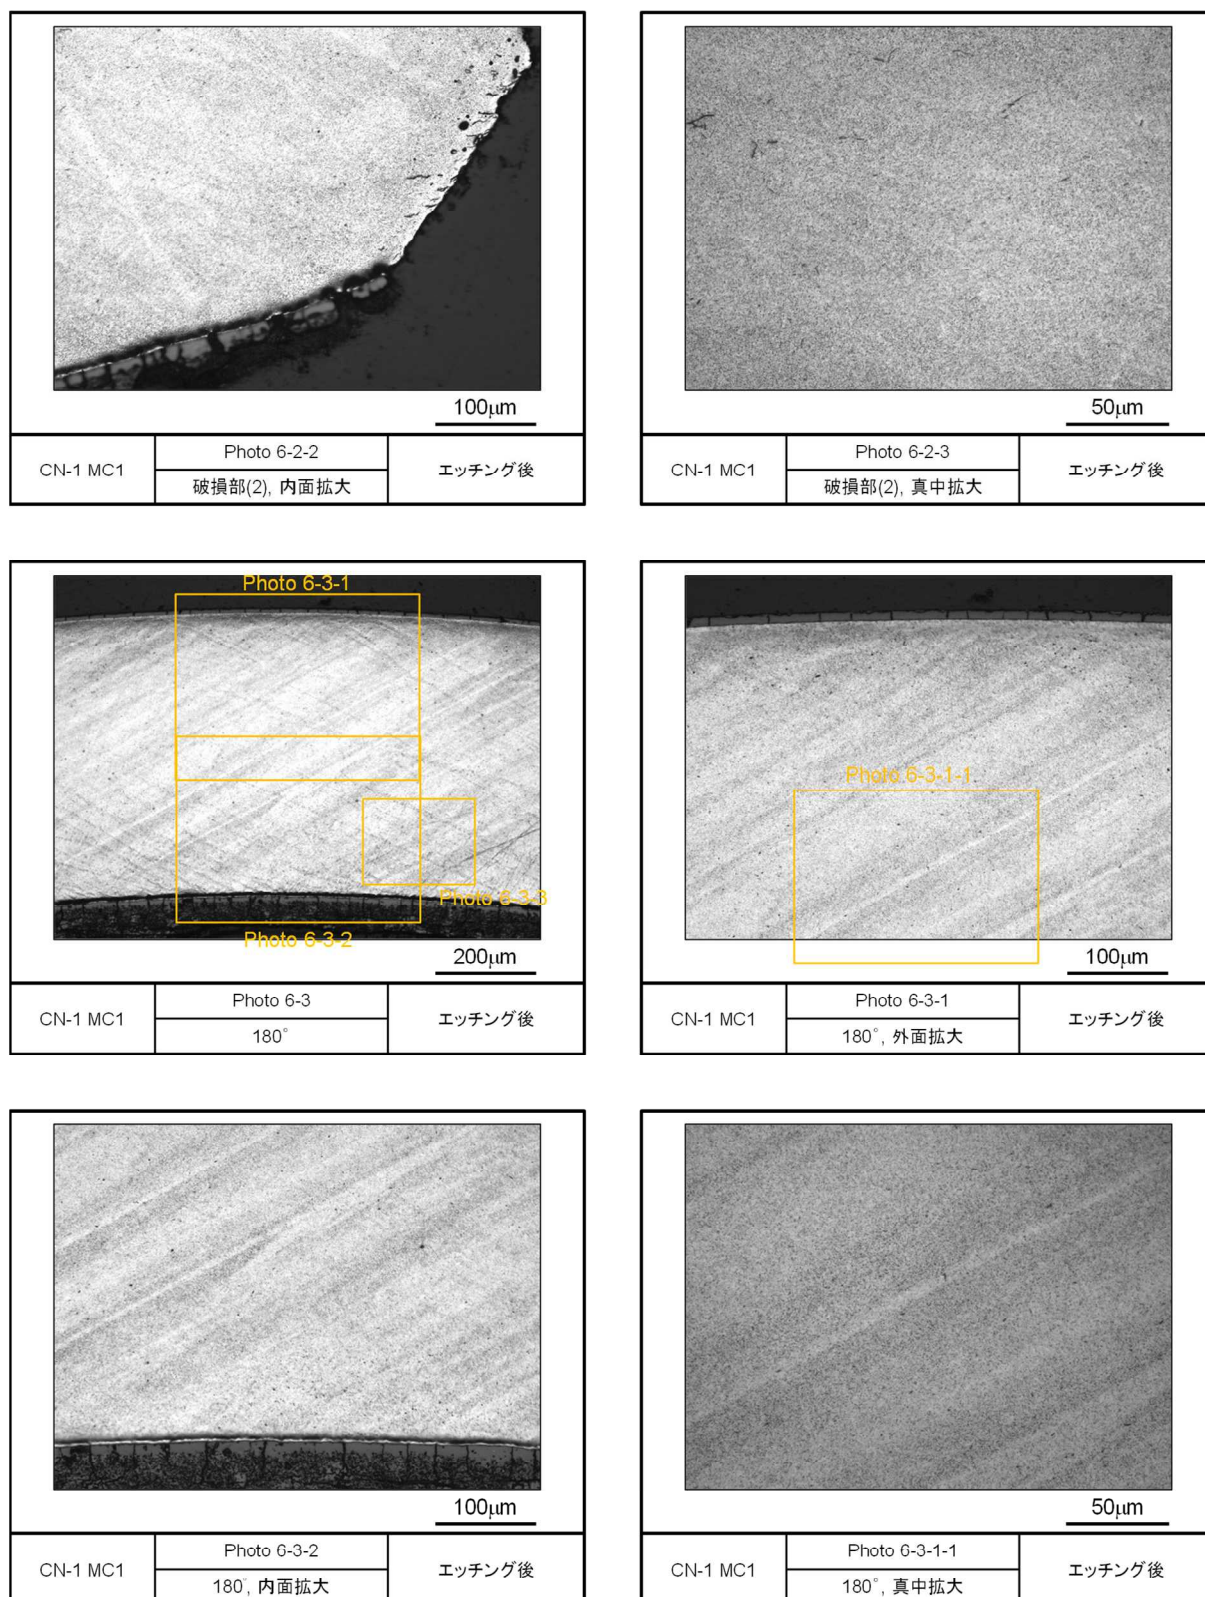 100μm
CN-1 MC1
Photo 6-2-2
破損部(2), 内面拡大
エッチング後
50μm
CN-1 MC1
Photo 6-2-3
破損部(2), 真中拡大
エッチング後
Photo 6-3-1
Photo 6-3-3
Photo 6-3-2
200μm
CN-1 MC1
Photo 6-3
180°
エッチング後
Photo 6-3-1-1
100μm
CN-1 MC1
Photo 6-3-1
180°, 外面拡大
エッチング後
100μm
CN-1 MC1
Photo 6-3-2
180°, 内面拡大
エッチング後
50μm
CN-1 MC1
Photo 6-3-1-1
180°, 真中拡大
エッチング後